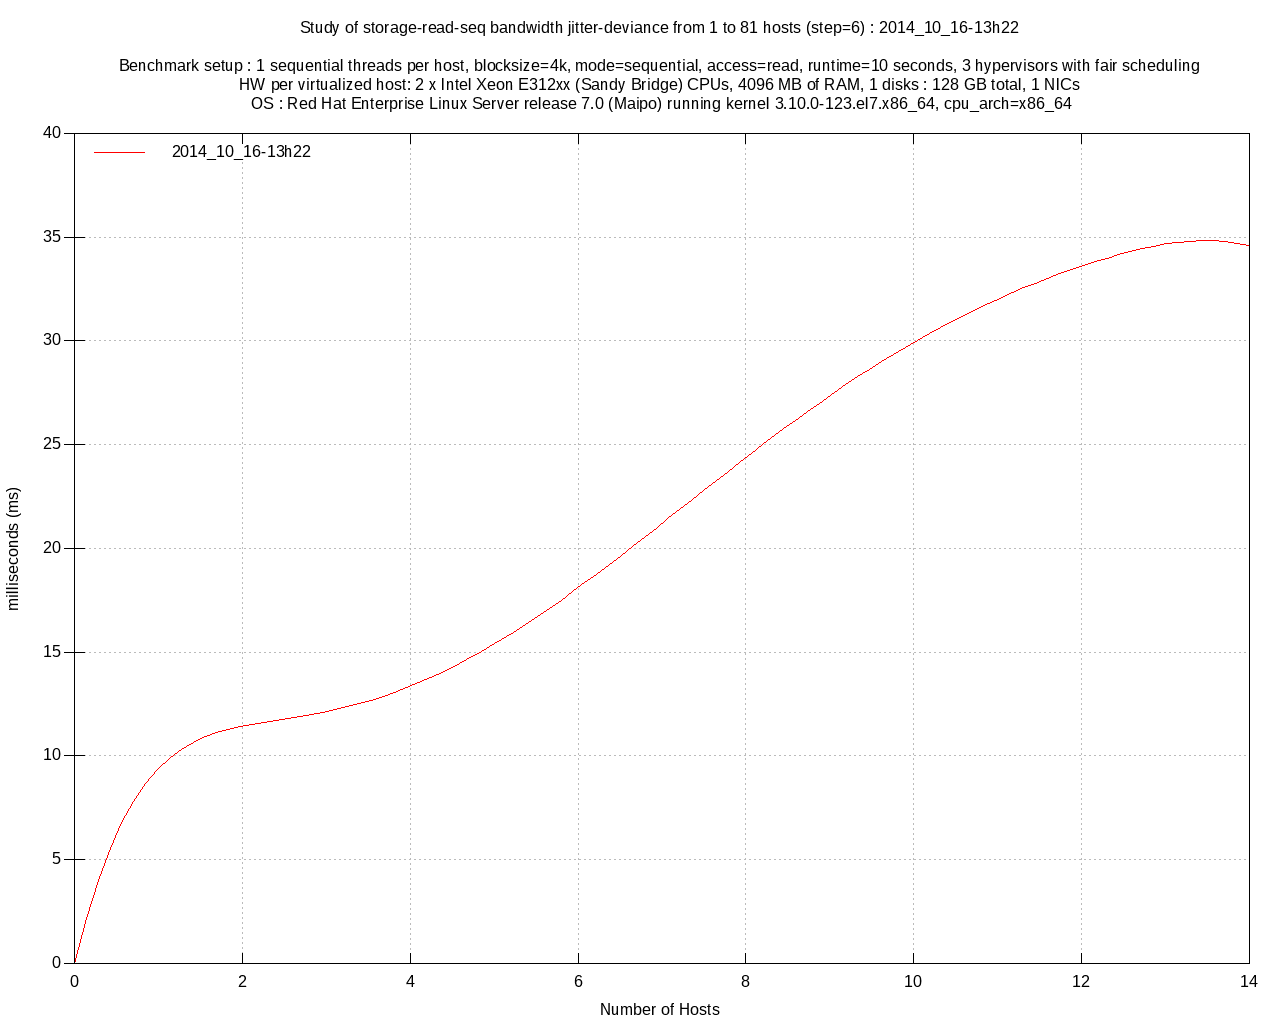 Study of storage-read-seq bandwidth jitter-deviance from 1 to 81 hosts (step=6) : 2014_10_16-13h22
Benchmark setup : 1 sequential threads per host, blocksize=4k, mode=sequential, access=read, runtime=10 seconds, 3 hypervisors with fair scheduling
HW per virtualized host: 2 x Intel Xeon E312xx (Sandy Bridge) CPUs, 4096 MB of RAM, 1 disks : 128 GB total, 1 NICs
OS : Red Hat Enterprise Linux Server release 7.0 (Maipo) running kernel 3.10.0-123.el7.x86_64, cpu_arch=x86_64
2014_10_16-13h22
milliseconds (ms)
40
35
30
25
20
15
10
5
0
0 2 4 6 8 10 12 14
Number of Hosts